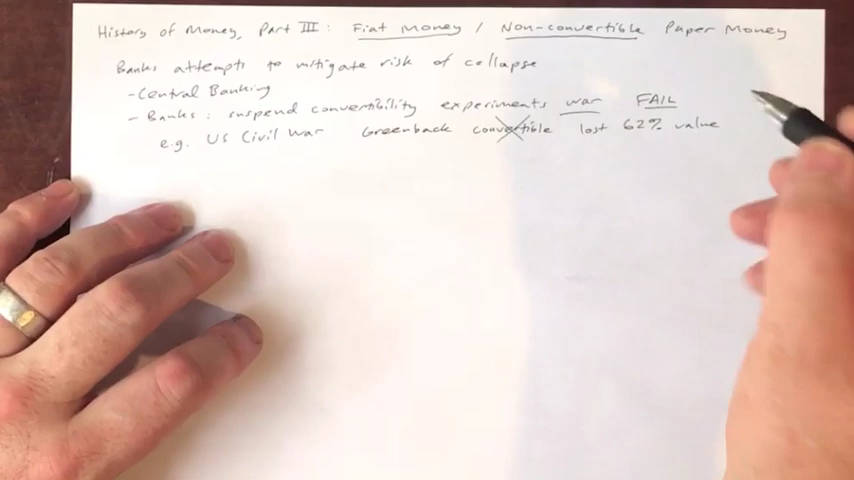 History of Money, Part III: Fiat Money / Non-convertible Paper Money
Banks attempts to mitigate risk of collapse
- Central Banking
- Banks: suspend convertibility experiments war FAIL
e.g. US Civil War Greenback convertible lost 62% value